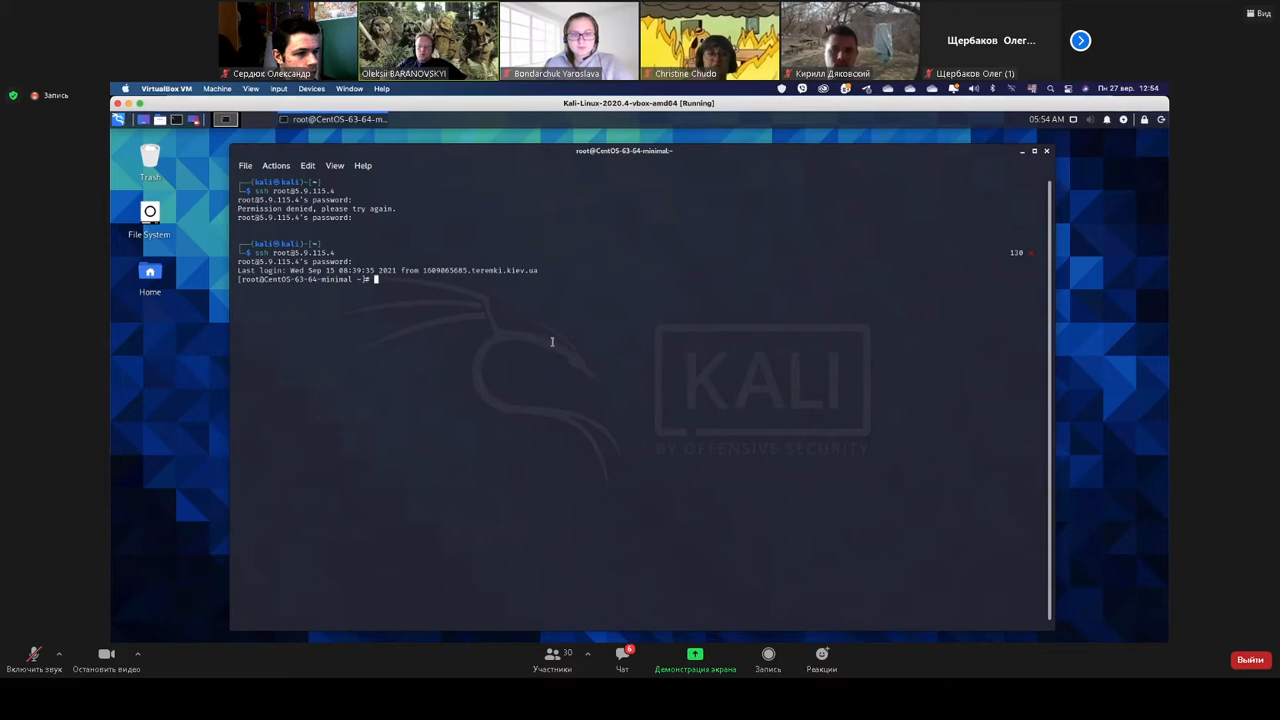 Щербаков Олег...
Вид
Сердюк Олександр
Oleksii BARANOVSKYI
Bondarchuk Yaroslava
Christine Chudo
Кирилл Дяковский
Щербаков Олег (1)
Запись
VirtualBox VM Machine View Input Devices Window Help
Пн 27 вер. 12:54
Kali-Linux-2020.4-vbox-amd64 [Running]
root@CentOS-63-64-m...
05:54 AM
root@CentOS-63-64-minimal:~
Trash
File System
Home
File Actions Edit View Help
(kali㉿kali)-[~]
$ ssh root@5.9.115.4
root@5.9.115.4's password:
Permission denied, please try again.
root@5.9.115.4's password:
(kali㉿kali)-[~]
$ ssh root@5.9.115.4
130
root@5.9.115.4's password:
Last login: Wed Sep 15 08:39:35 2021 from 1609065685.teremki.kiev.ua
[root@CentOS-63-64-minimal ~]#
KALI
BY OFFENSIVE SECURITY
Включить звук
Остановить видео
Участники
30
Чат
6
Демонстрация экрана
Запись
Реакции
Выйти